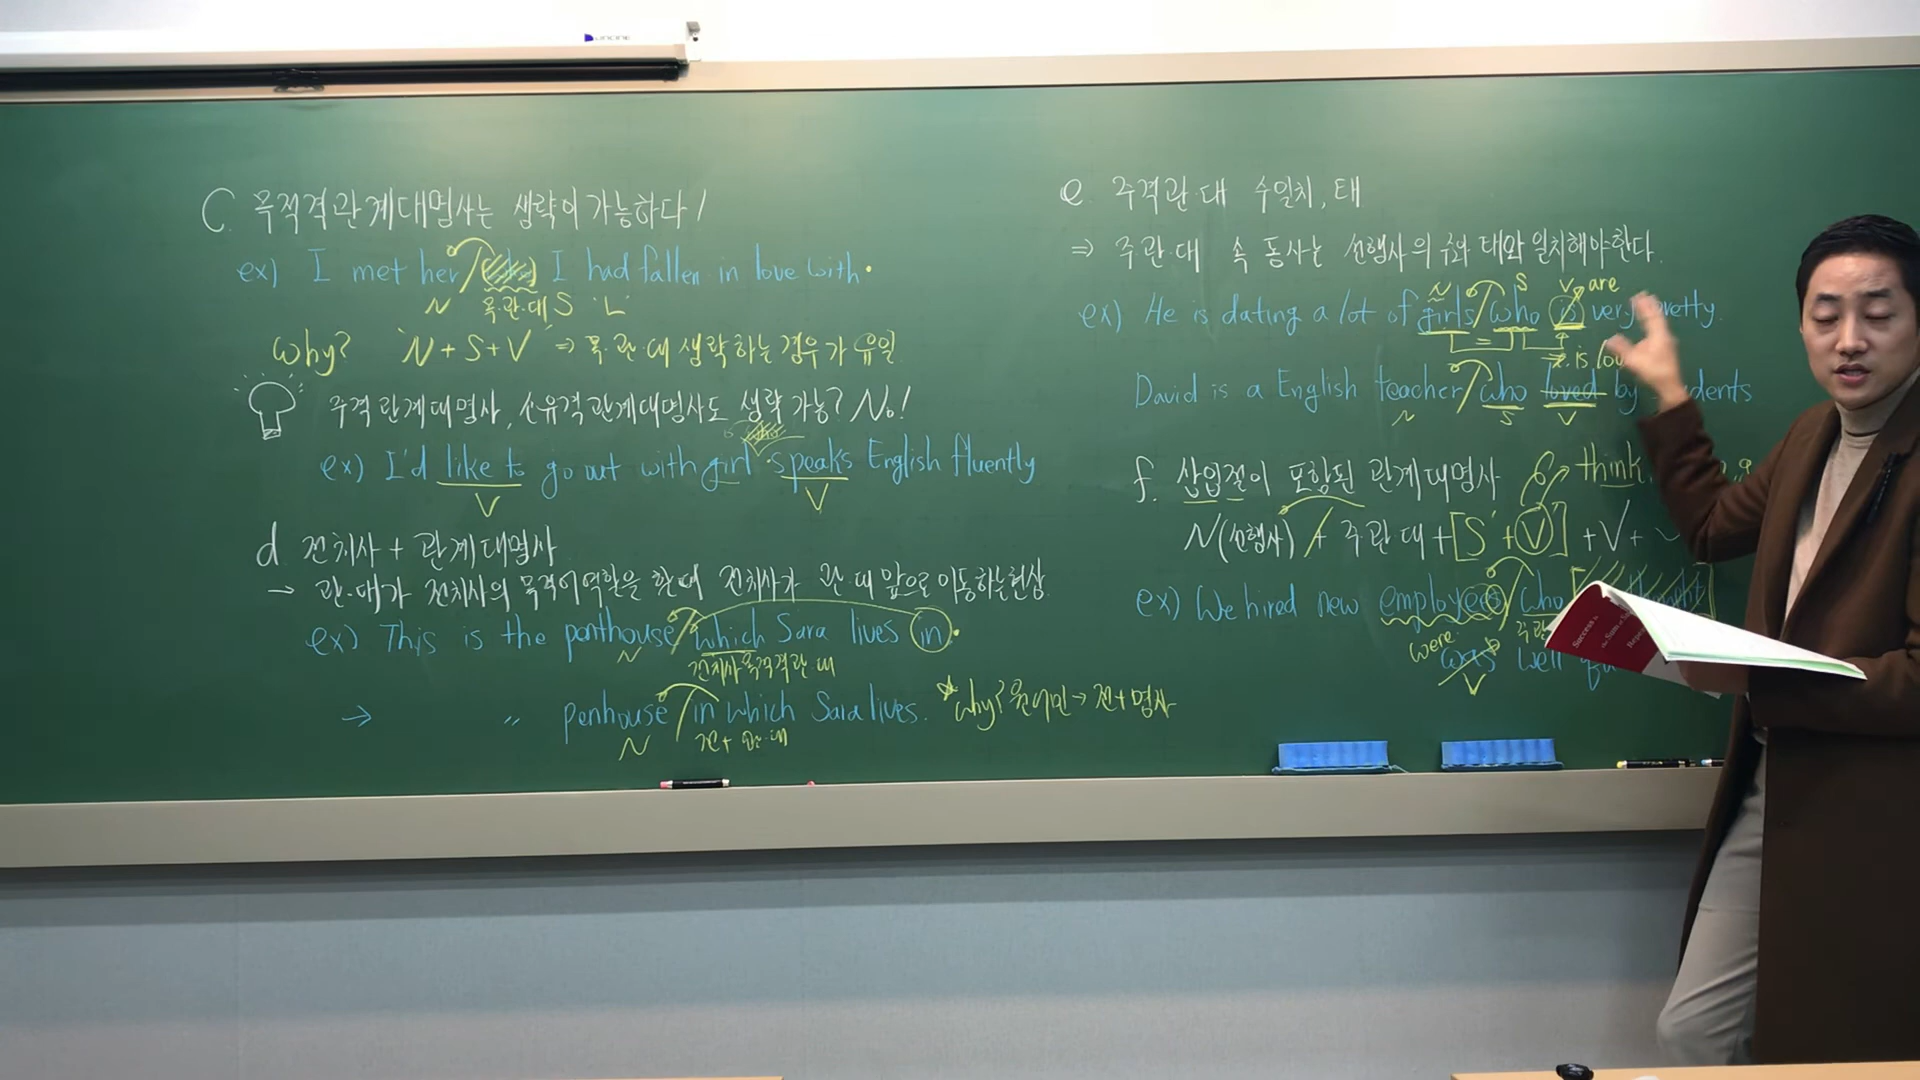 C. 목적격관계대명사는 생략이 가능하다!
ex) I met her / I had fallen in love with.
N 목.관.대 S L
Why? N+S+V ⇒ 목.관.대 생략하는 경우가 유일
주격관계대명사, 소유격관계대명사도 생략 가능? No!
ex) I'd like to go out with girl speaks English fluently
V V
d. 전치사 + 관계대명사
→ 관.대가 전치사의 목적어역할을 할때 전치사가 관.대 앞으로 이동하는현상
ex) This is the penthouse / which Sara lives in.
N 전치사목적격관.대
→ 〃 penhouse / in which Sara lives. *why? 원어민→ 전+명사
N 전+관.대
e. 주격관.대 수일치, 태
⇒ 주.관.대 속 동사는 선행사의 수와 태와 일치해야한다.
N S V are
ex) He is dating a lot of girls / who is very pretty.
=
is
David is a English teacher / who loved by
N S V
f. 삽입절이 포함된 관계대명사 think
N(선행사) / + 주관대+[S'+V'] +V+
ex) We hired new employees / who
were was well
V
Success